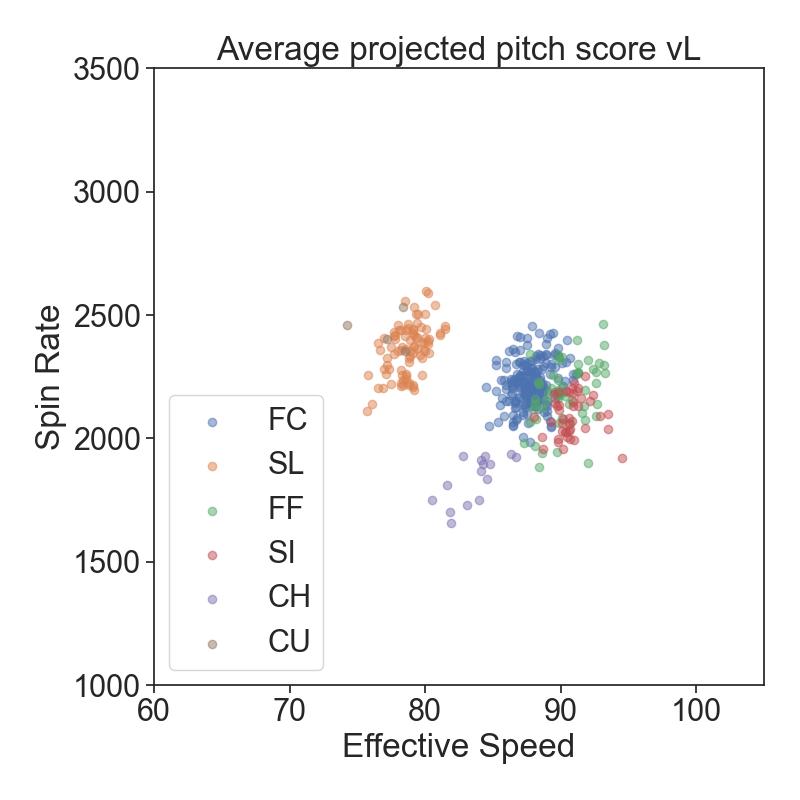 Average projected pitch score vL
3500
3000
2500
2000
1500
1000
Spin Rate
FC
SL
FF
SI
CH
CU
60 70 80 90 100
Effective Speed